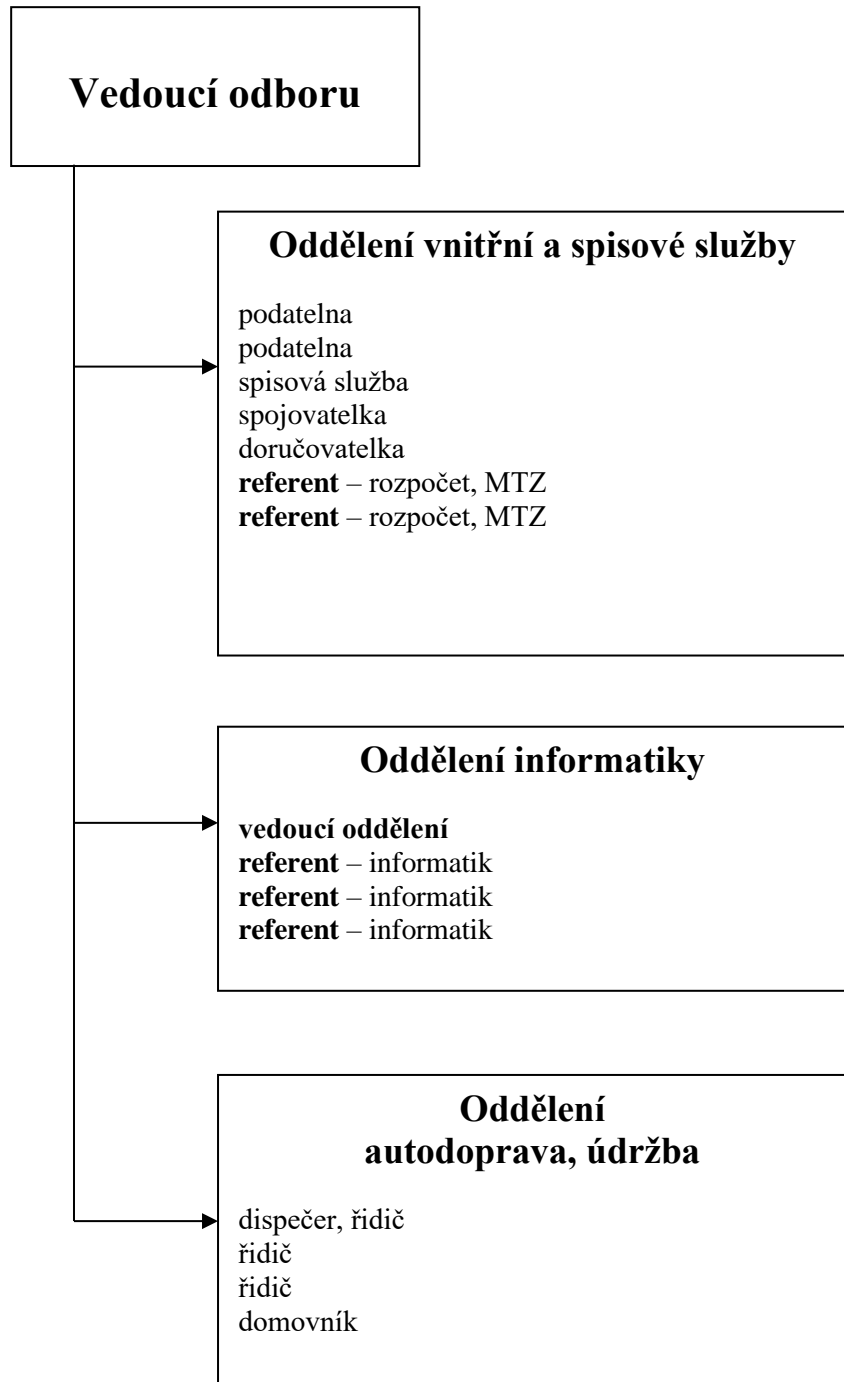 Vedoucí odboru
Oddělení vnitřní a spisové služby
podatelna
podatelna
spisová služba
spojovatelka
doručovatelka
referent – rozpočet, MTZ
referent – rozpočet, MTZ
Oddělení informatiky
vedoucí oddělení
referent – informatik
referent – informatik
referent – informatik
Oddělení
autodoprava, údržba
dispečer, řidič
řidič
řidič
domovník